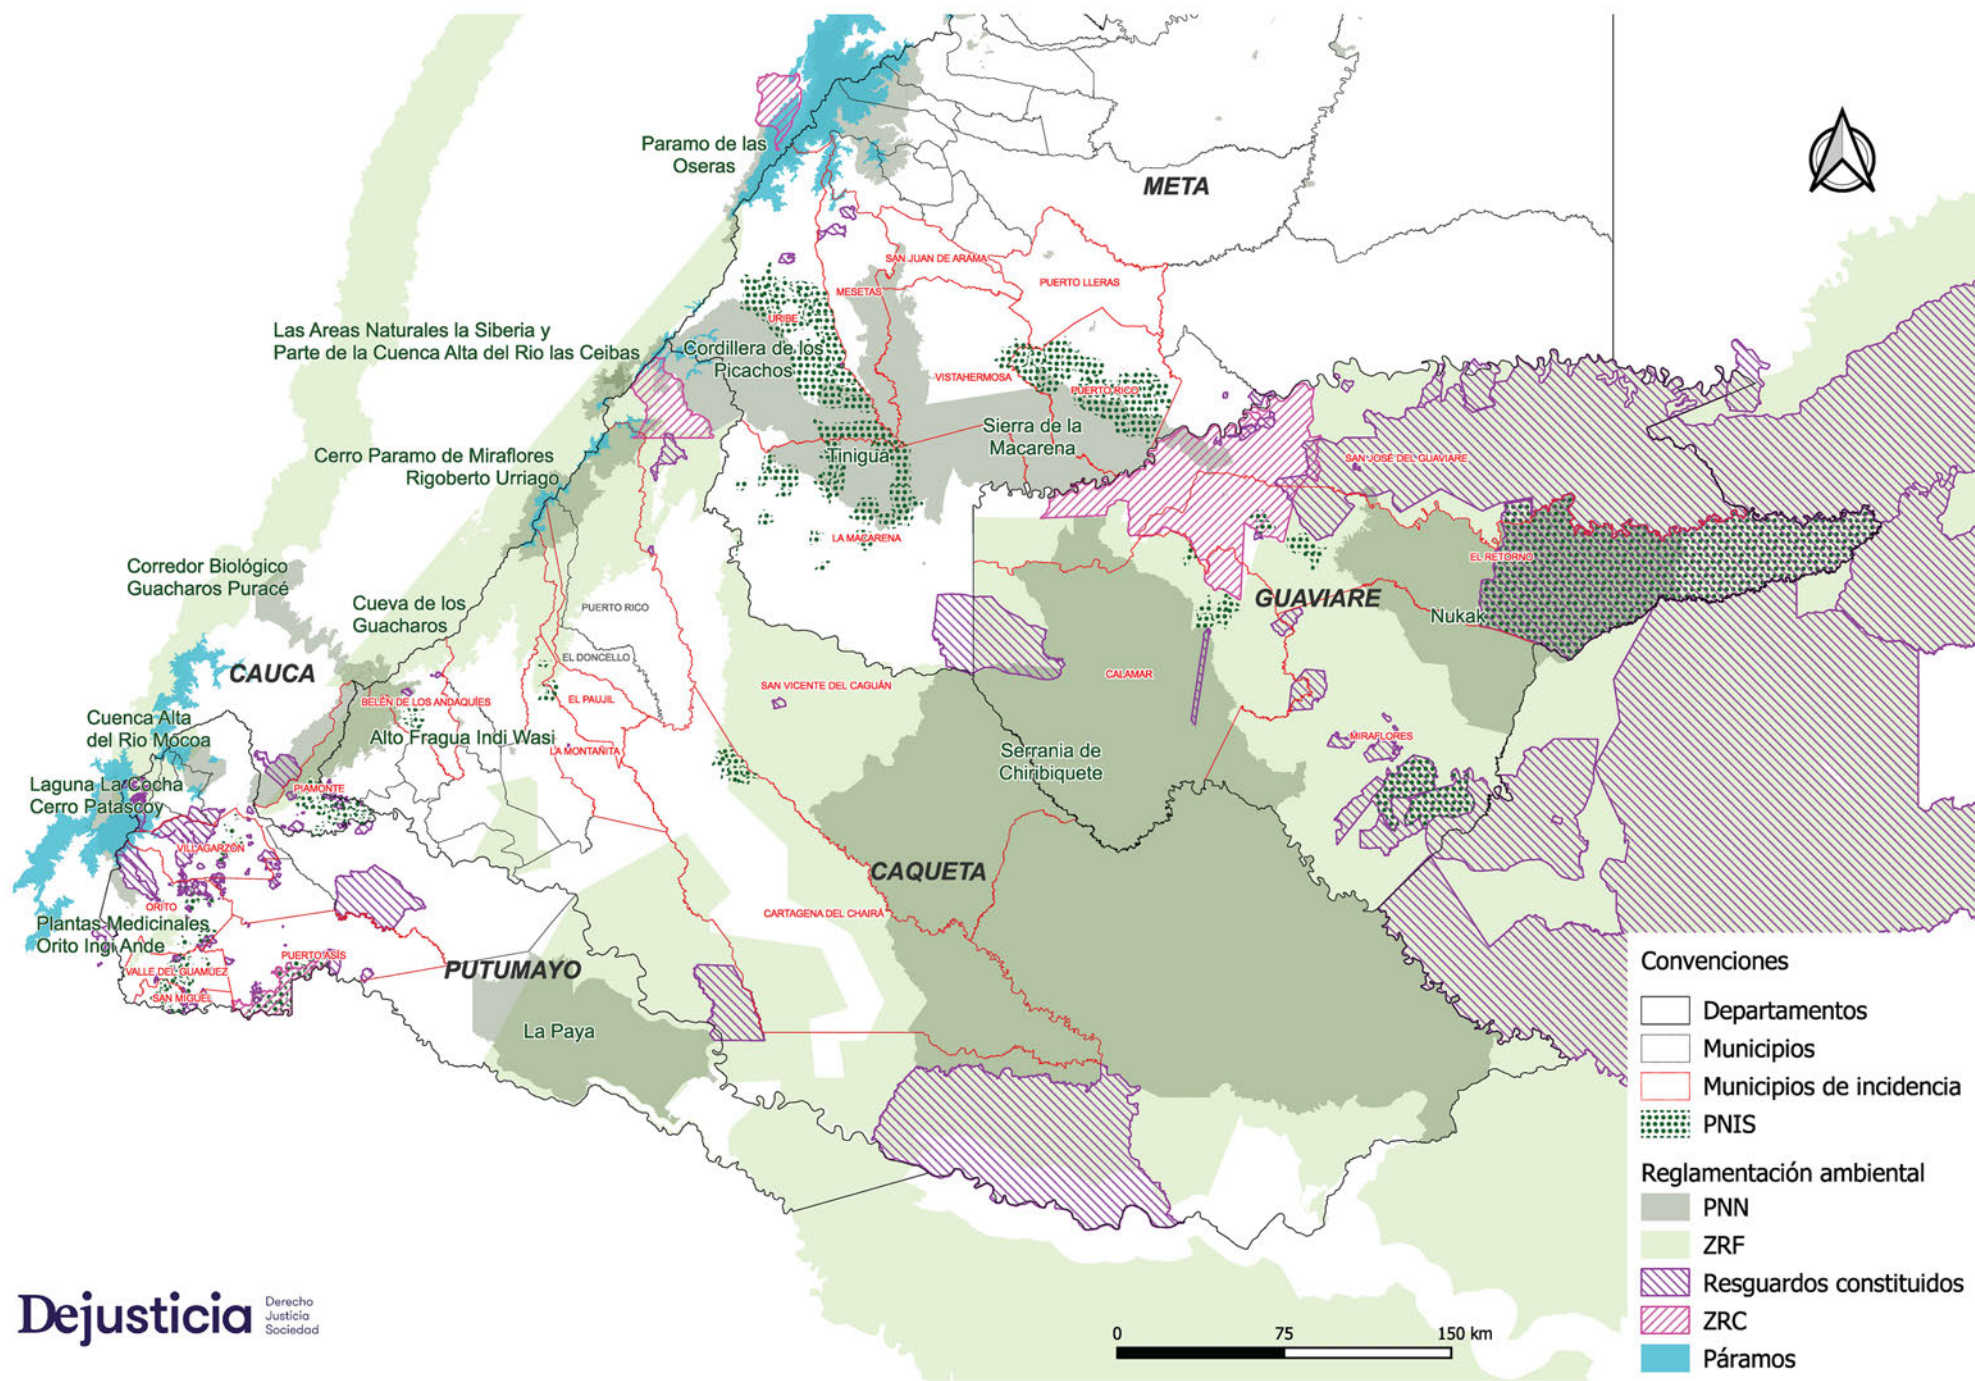 Paramo de las
Oseras
META
SAN JUAN DE ARAMA
PUERTO LLERAS
MESETAS
URIBE
Las Areas Naturales la Siberia y
Parte de la Cuenca Alta del Rio las Ceibas
Cordillera de los
Picachos
VISTAHERMOSA
PUERTO RICO
Sierra de la
Macarena
Cerro Paramo de Miraflores
Rigoberto Urriago
Tinigua
SAN JOSÉ DEL GUAVIARE
LA MACARENA
EL RETORNO
Corredor Biológico
Guacharos Puracé
Cueva de los
Guacharos
PUERTO RICO
GUAVIARE
Nukak
EL DONCELLO
CAUCA
SAN VICENTE DEL CAGUÁN
CALAMAR
BELÉN DE LOS ANDAQUÍES
EL PAUJIL
Cuenca Alta
del Rio Mocoa
Alto Fragua Indi Wasi
LA MONTAÑITA
MIRAFLORES
Serrania de
Chiribiquete
Laguna La Cocha
Cerro Patascoy
PIAMONTE
VILLAGARZÓN
CAQUETA
ORITO
CARTAGENA DEL CHAIRÁ
Plantas Medicinales
Orito Ingi Ande
PUERTO ASÍS
VALLE DEL GUAMUEZ
PUTUMAYO
SAN MIGUEL
La Paya
Convenciones
Departamentos
Municipios
Municipios de incidencia
PNIS
Reglamentación ambiental
PNN
ZRF
Resguardos constituidos
ZRC
Páramos
Dejusticia
Derecho
Justicia
Sociedad
0 75 150 km